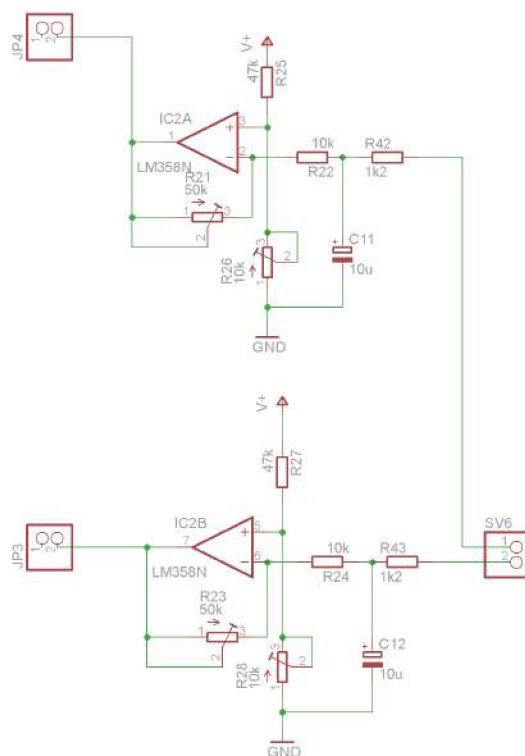 JP4
1
2
V+
47k
R25
IC2A
3
+
1
2
−
LM358N
10k
R22
R42
1k2
R21
50k
1
3
2
3
2
1
R26
10k
+
C11
10u
GND
V+
47k
R27
JP3
1
2
IC2B
5
+
7
6
−
LM358N
10k
R24
R43
1k2
SV6
1
2
R23
50k
1
3
2
3
2
1
R28
10k
+
C12
10u
GND